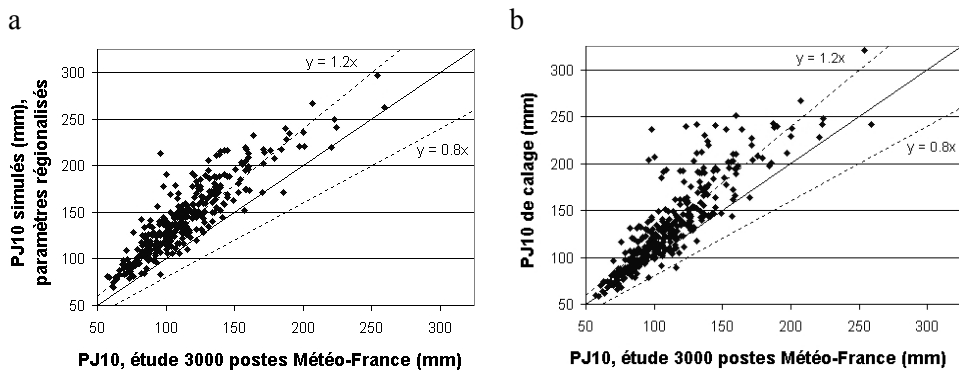 a
PJ10 simulés (mm),
paramètres régionalisés
300
250
200
150
100
50
50 100 150 200 250 300
y = 1.2x
y = 0.8x
PJ10, étude 3000 postes Météo-France (mm)
b
PJ10 de calage (mm)
300
250
200
150
100
50
50 100 150 200 250 300
y = 1.2x
y = 0.8x
PJ10, étude 3000 postes Météo-France (mm)